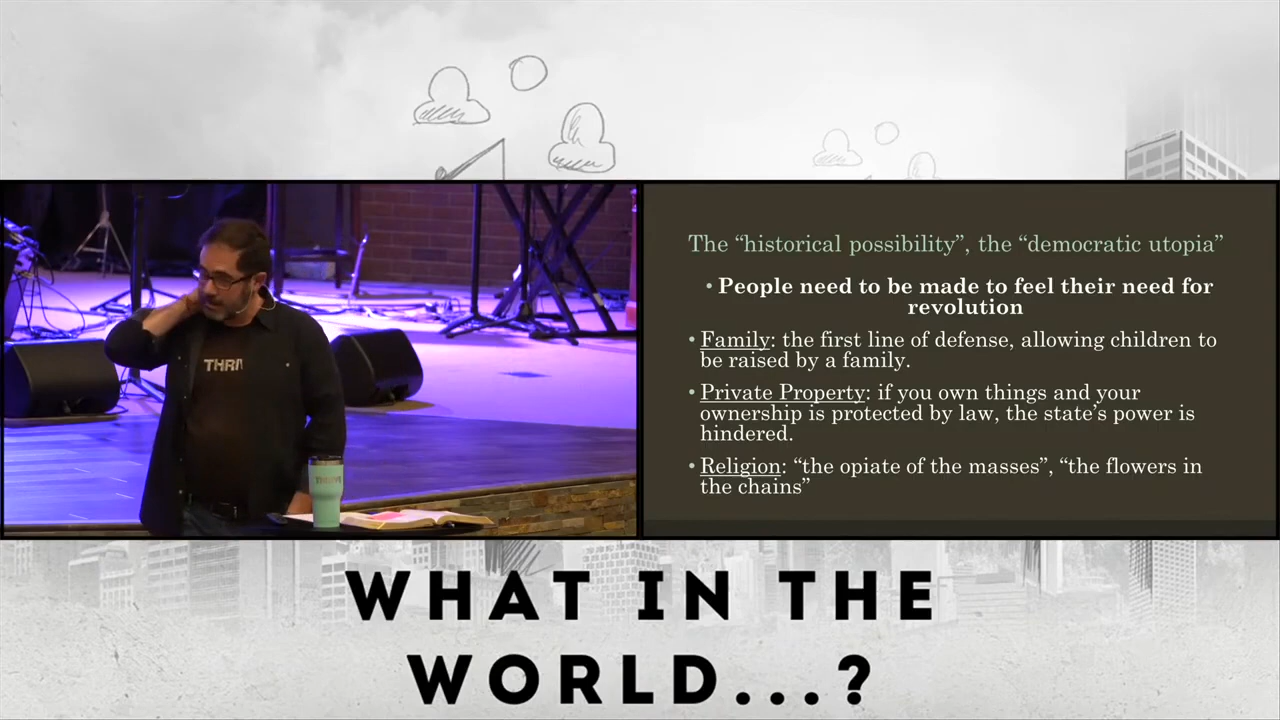 THRI
THRIVE
The “historical possibility”, the “democratic utopia”
• People need to be made to feel their need for
revolution
• Family: the first line of defense, allowing children to
be raised by a family.
• Private Property: if you own things and your
ownership is protected by law, the state’s power is
hindered.
• Religion: “the opiate of the masses”, “the flowers in
the chains”
WHAT IN THE
WORLD...?